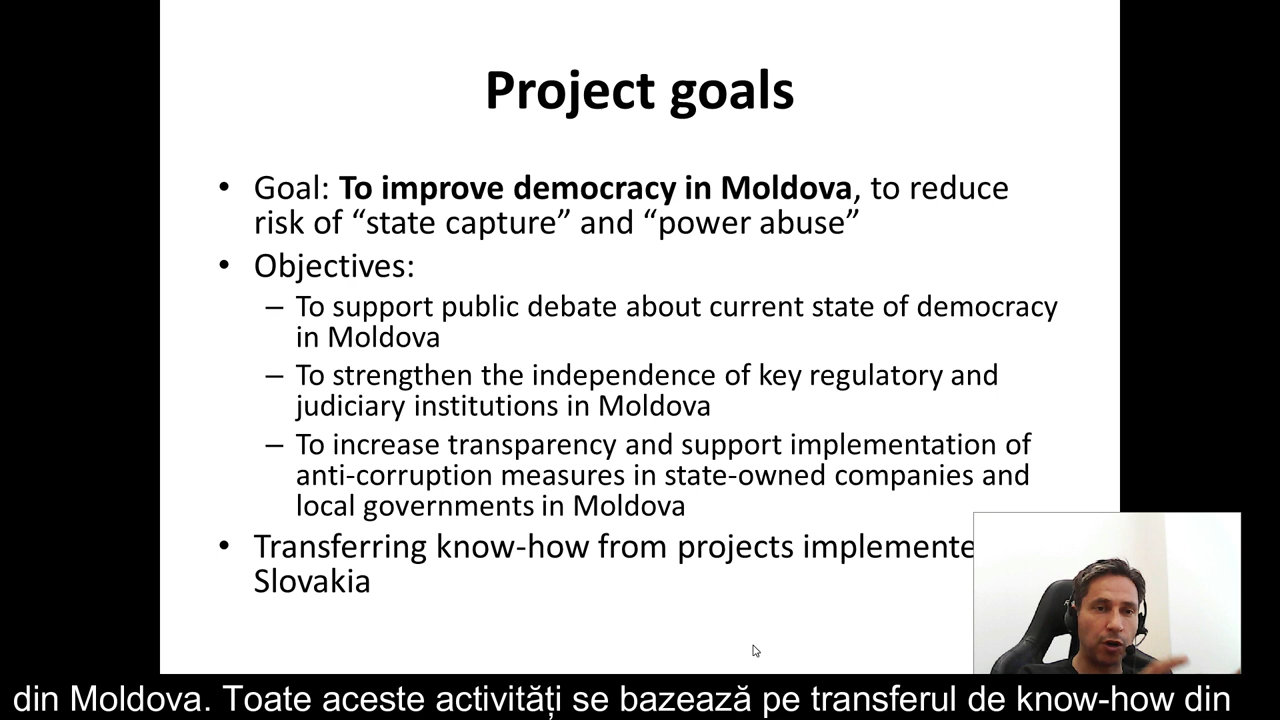 Project goals
• Goal: To improve democracy in Moldova, to reduce
risk of “state capture” and “power abuse”
• Objectives:
– To support public debate about current state of democracy
in Moldova
– To strengthen the independence of key regulatory and
judiciary institutions in Moldova
– To increase transparency and support implementation of
anti-corruption measures in state-owned companies and
local governments in Moldova
• Transferring know-how from projects implemente
Slovakia
din Moldova. Toate aceste activități se bazează pe transferul de know-how din